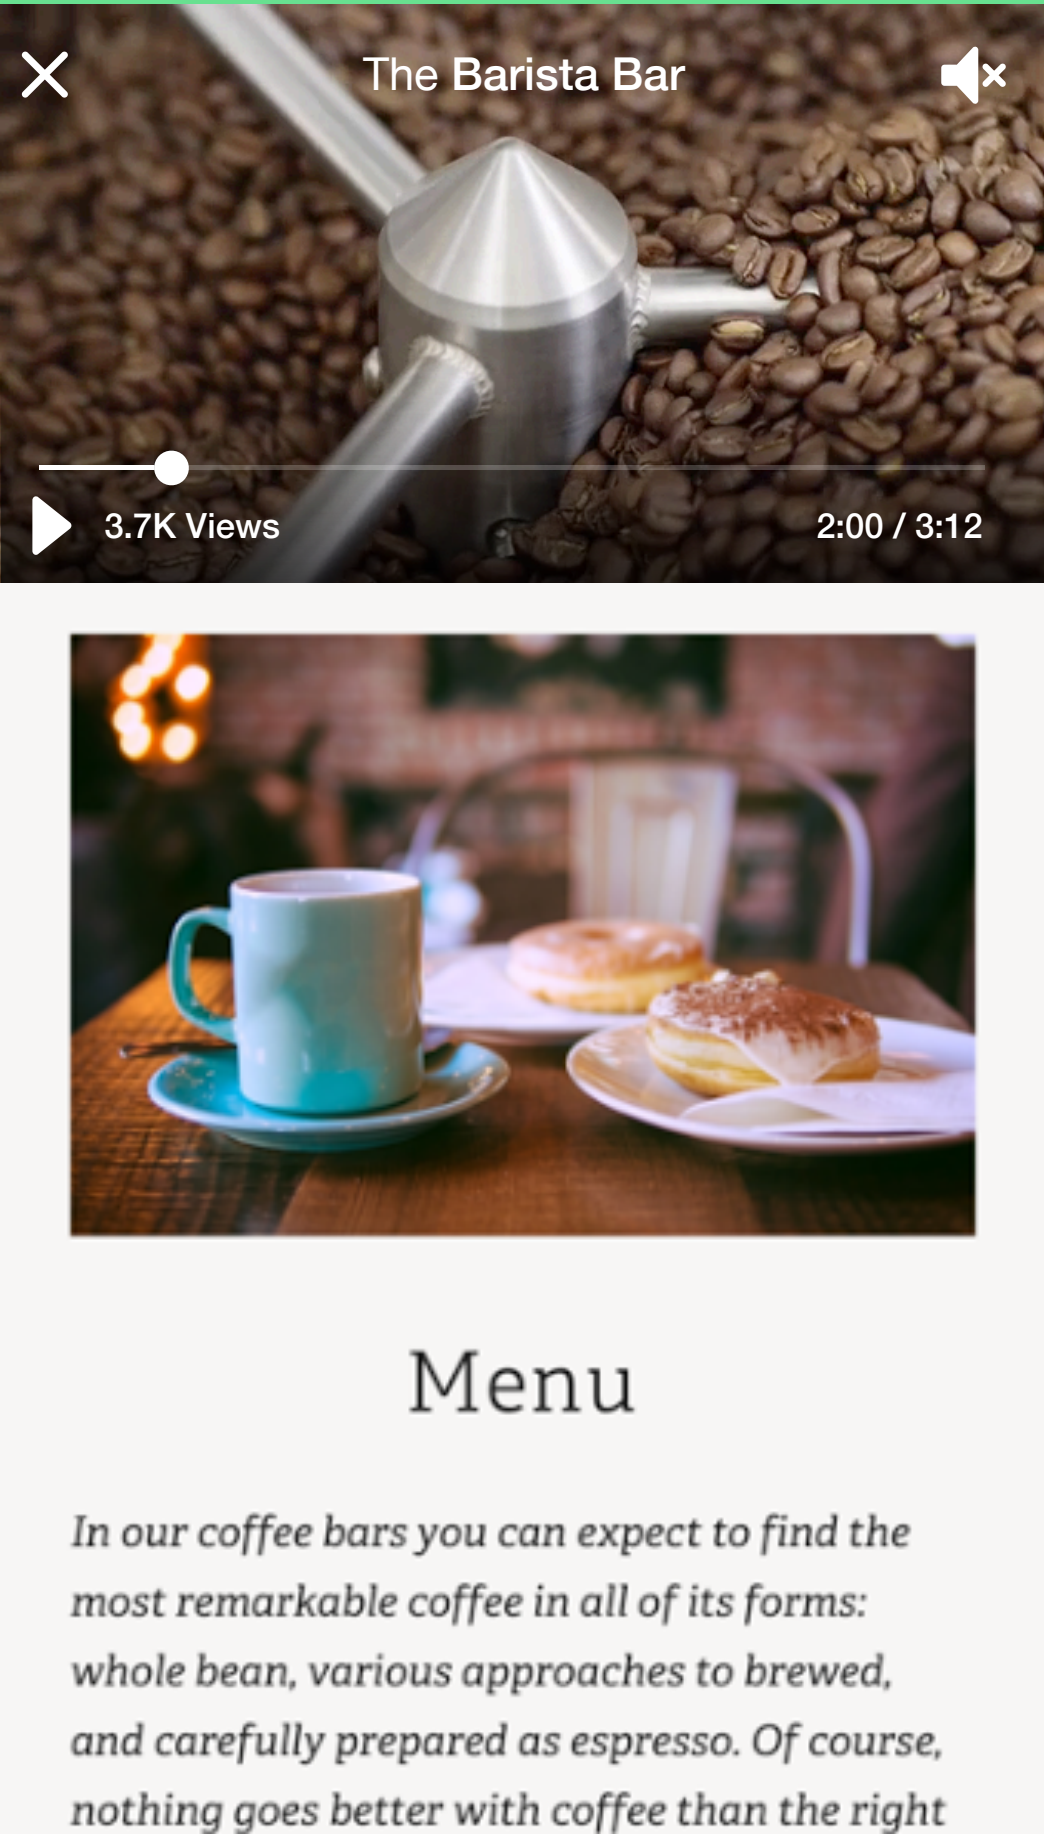 The Barista Bar
3.7K Views
2:00 / 3:12
Menu
In our coffee bars you can expect to find the
most remarkable coffee in all of its forms:
whole bean, various approaches to brewed,
and carefully prepared as espresso. Of course,
nothing goes better with coffee than the right